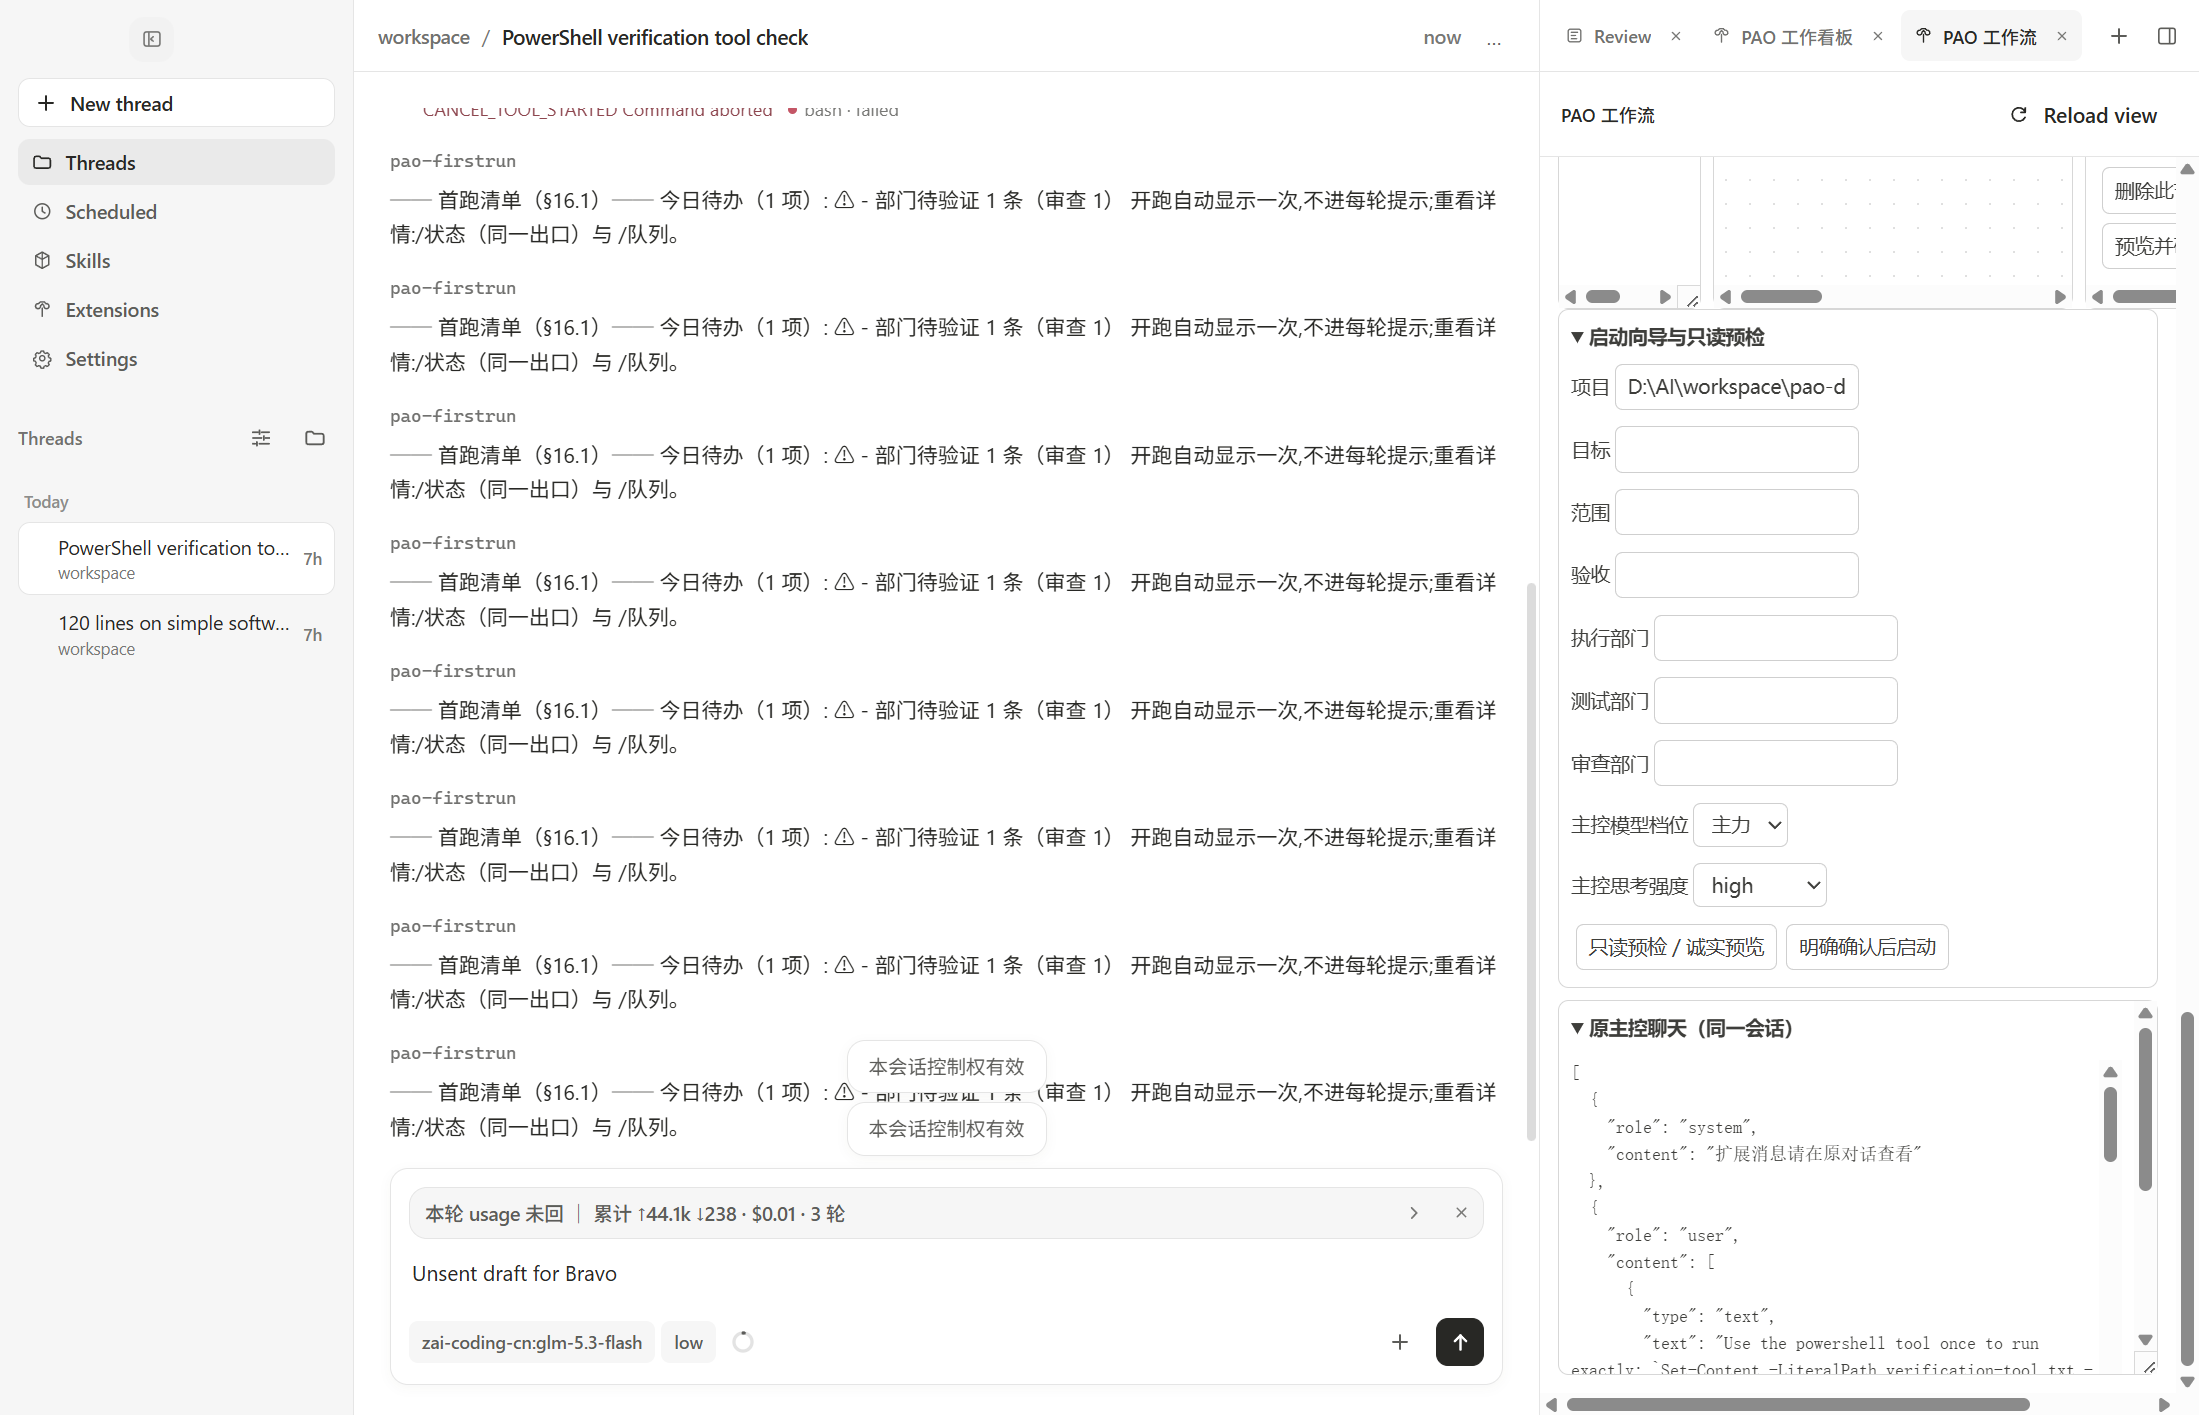 New thread
Threads
Scheduled
Skills
Extensions
Settings
Threads
Today
PowerShell verification to...
7h
workspace
120 lines on simple softw...
7h
workspace
workspace / PowerShell verification tool check
now ...
CANCEL_TOOL_STARTED Command aborted bash · failed
pao-firstrun
—— 首跑清单（§16.1）—— 今日待办（1 项）: ⚠ - 部门待验证 1 条（审查 1） 开跑自动显示一次,不进每轮提示;重看详
情:/状态（同一出口）与 /队列。
pao-firstrun
—— 首跑清单（§16.1）—— 今日待办（1 项）: ⚠ - 部门待验证 1 条（审查 1） 开跑自动显示一次,不进每轮提示;重看详
情:/状态（同一出口）与 /队列。
pao-firstrun
—— 首跑清单（§16.1）—— 今日待办（1 项）: ⚠ - 部门待验证 1 条（审查 1） 开跑自动显示一次,不进每轮提示;重看详
情:/状态（同一出口）与 /队列。
pao-firstrun
—— 首跑清单（§16.1）—— 今日待办（1 项）: ⚠ - 部门待验证 1 条（审查 1） 开跑自动显示一次,不进每轮提示;重看详
情:/状态（同一出口）与 /队列。
pao-firstrun
—— 首跑清单（§16.1）—— 今日待办（1 项）: ⚠ - 部门待验证 1 条（审查 1） 开跑自动显示一次,不进每轮提示;重看详
情:/状态（同一出口）与 /队列。
pao-firstrun
—— 首跑清单（§16.1）—— 今日待办（1 项）: ⚠ - 部门待验证 1 条（审查 1） 开跑自动显示一次,不进每轮提示;重看详
情:/状态（同一出口）与 /队列。
pao-firstrun
—— 首跑清单（§16.1）—— 今日待办（1 项）: ⚠ - 部门待验证 1 条（审查 1） 开跑自动显示一次,不进每轮提示;重看详
情:/状态（同一出口）与 /队列。
pao-firstrun
本会话控制权有效
—— 首跑清单（§16.1）—— 今日待办（1 项）: ⚠ - 部门待验证 1 条（审查 1） 开跑自动显示一次,不进每轮提示;重看详
情:/状态（同一出口）与 /队列。
本会话控制权有效
本轮 usage 未回 | 累计 ↑44.1k ↓238 · $0.01 · 3 轮
Unsent draft for Bravo
zai-coding-cn:glm-5.3-flash
low
Review
PAO 工作看板
PAO 工作流
PAO 工作流
Reload view
删除此
预览并
▼ 启动向导与只读预检
项目 D:\AI\workspace\pao-d
目标
范围
验收
执行部门
测试部门
审查部门
主控模型档位 主力
主控思考强度 high
只读预检 / 诚实预览
明确确认后启动
▼ 原主控聊天（同一会话）
[
{
"role": "system",
"content": "扩展消息请在原对话查看"
},
{
"role": "user",
"content": [
{
"type": "text",
"text": "Use the powershell tool once to run
exactly: `Set-Content -LiteralPath verification-tool.txt -